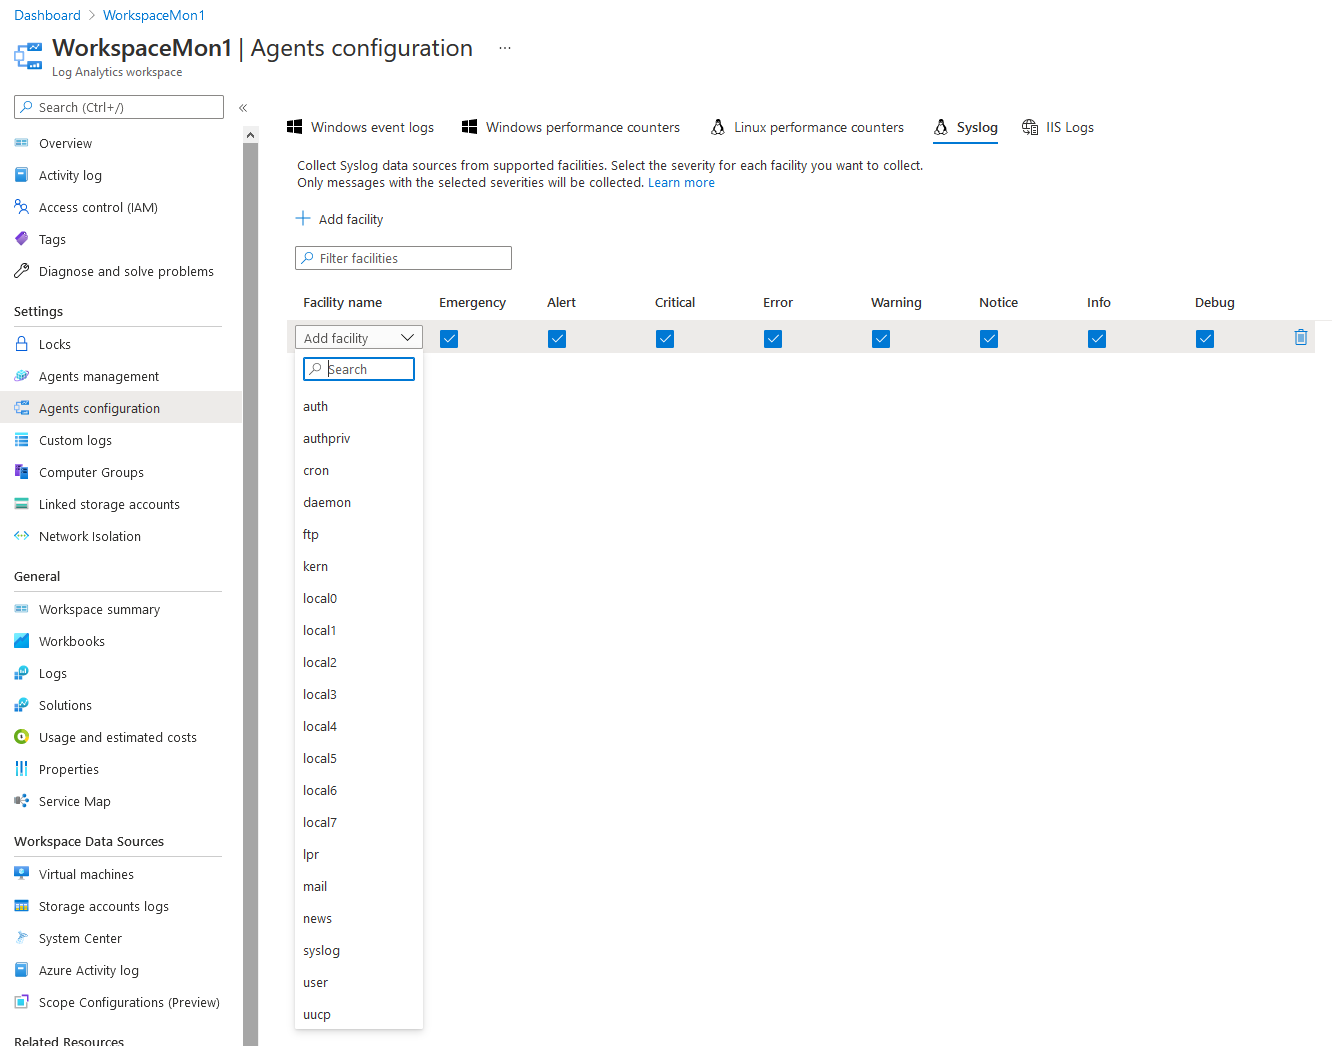 Dashboard > WorkspaceMon1
WorkspaceMon1 | Agents configuration ...
Log Analytics workspace
Search (Ctrl+/) «
Overview
Activity log
Access control (IAM)
Tags
Diagnose and solve problems
Settings
Locks
Agents management
Agents configuration
Custom logs
Computer Groups
Linked storage accounts
Network Isolation
General
Workspace summary
Workbooks
Logs
Solutions
Usage and estimated costs
Properties
Service Map
Workspace Data Sources
Virtual machines
Storage accounts logs
System Center
Azure Activity log
Scope Configurations (Preview)
Related Resources
Windows event logs Windows performance counters Linux performance counters Syslog IIS Logs
Collect Syslog data sources from supported facilities. Select the severity for each facility you want to collect.
Only messages with the selected severities will be collected. Learn more
Add facility
Filter facilities
Facility name Emergency Alert Critical Error Warning Notice Info Debug
Add facility
Search
auth
authpriv
cron
daemon
ftp
kern
local0
local1
local2
local3
local4
local5
local6
local7
lpr
mail
news
syslog
user
uucp